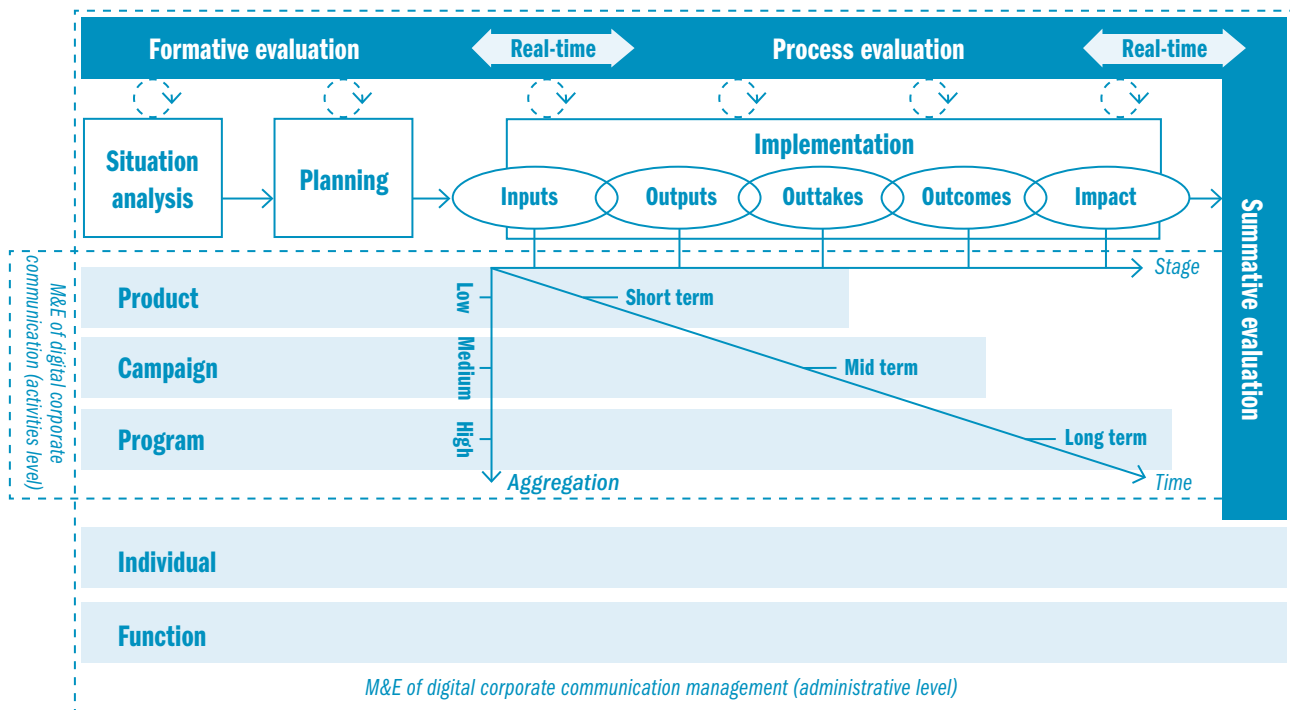 Formative evaluation
Real-time
Process evaluation
Real-time
Situation
analysis
Planning
Implementation
Inputs
Outputs
Outtakes
Outcomes
Impact
Summative evaluation
Stage
M&E of digital corporate
communication (activities level)
Product
Low
Short term
Campaign
Medium
Mid term
Program
High
Long term
Aggregation
Time
Individual
Function
M&E of digital corporate communication management (administrative level)